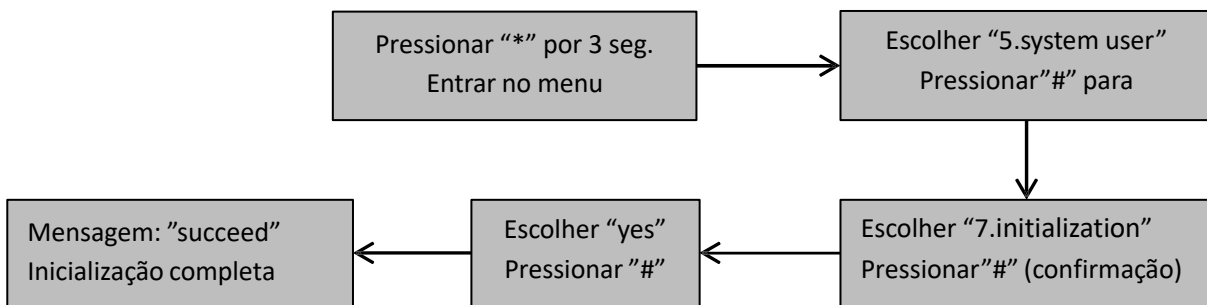 Pressionar “*” por 3 seg.
Entrar no menu
Escolher “5.system user”
Pressionar”#” para
Escolher “7.initialization”
Pressionar”#” (confirmação)
Escolher “yes”
Pressionar ”#”
Mensagem: ”succeed”
Inicialização completa